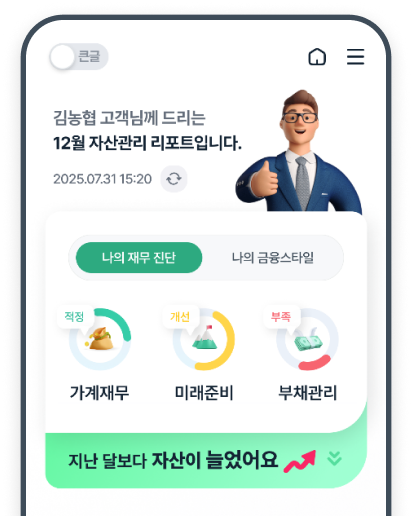 큰글
김농협 고객님께 드리는
12월 자산관리 리포트입니다.
2025.07.31 15:20
나의 재무 진단 나의 금융스타일
적정 개선 부족
가계재무 미래준비 부채관리
지난 달보다 자산이 늘었어요